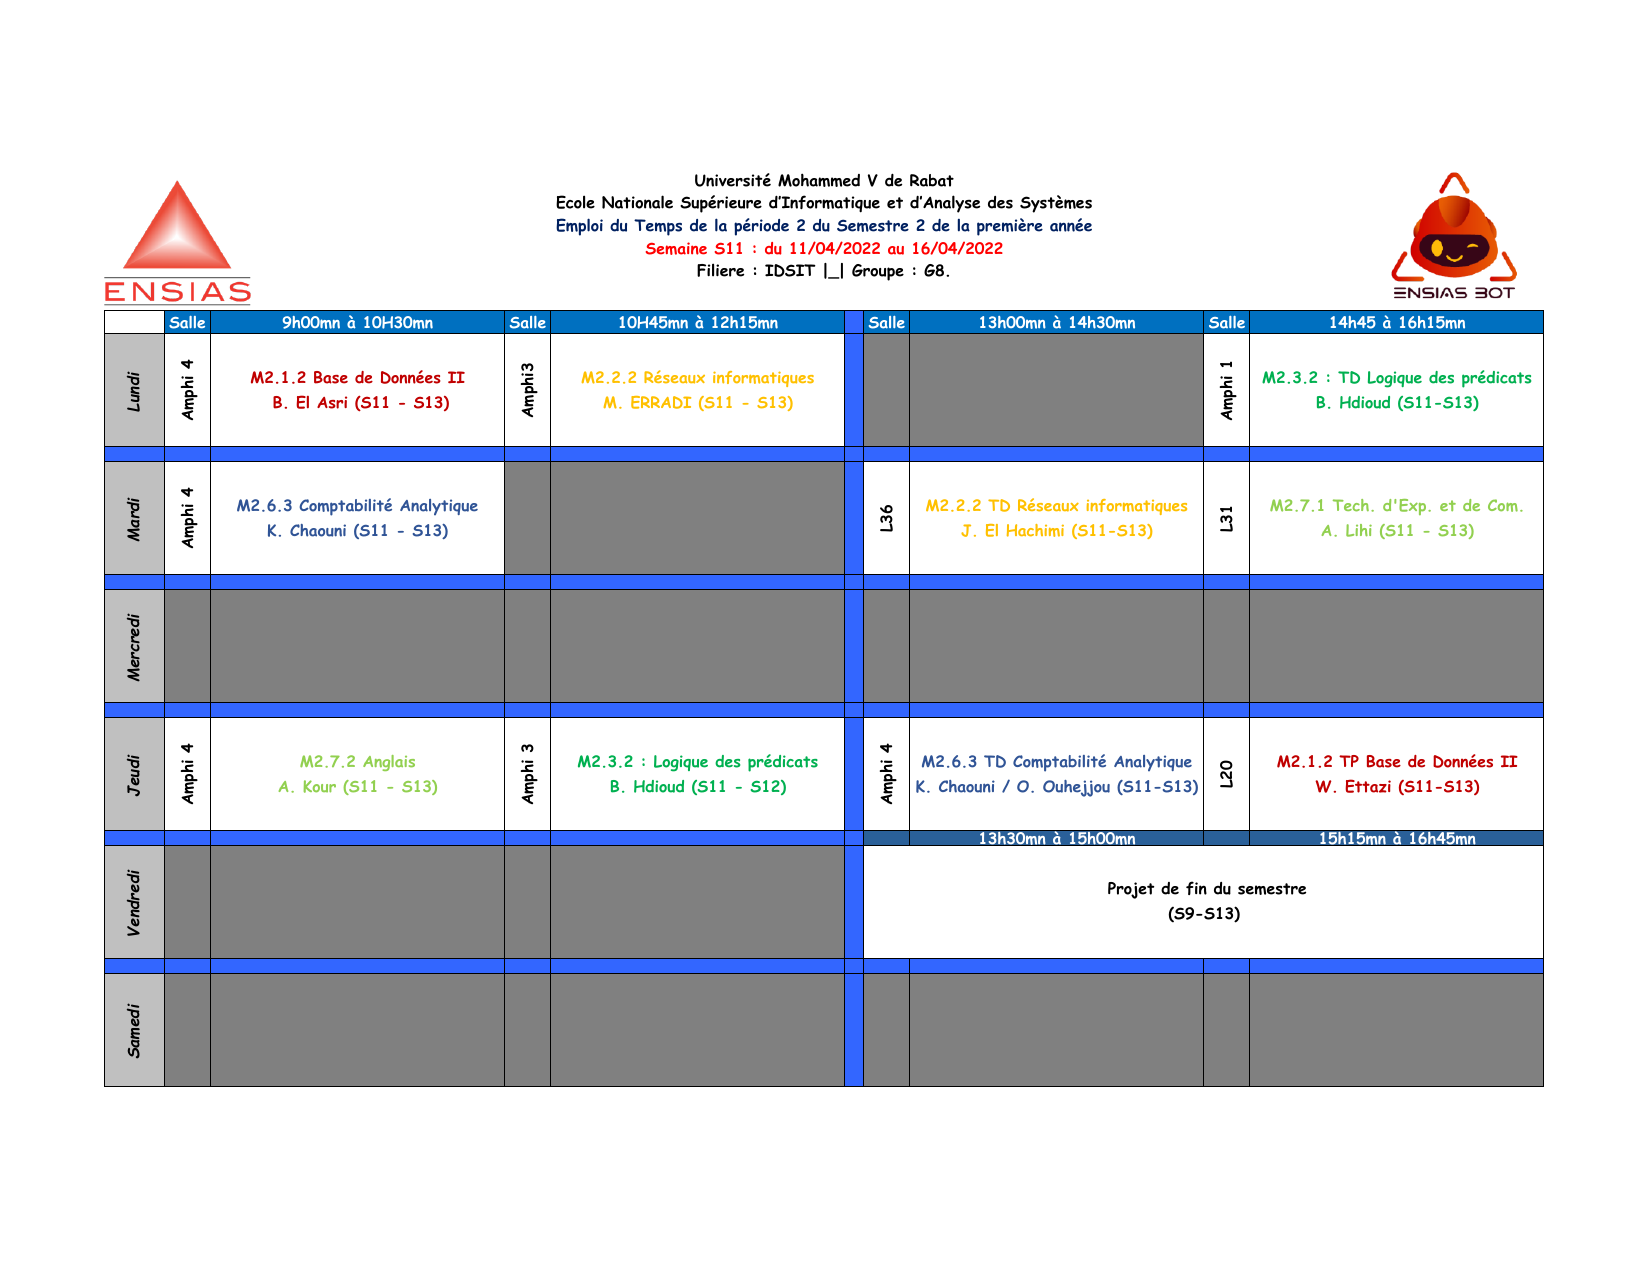 Université Mohammed V de Rabat
Ecole Nationale Supérieure d’Informatique et d’Analyse des Systèmes
Emploi du Temps de la période 2 du Semestre 2 de la première année
Semaine S11 : du 11/04/2022 au 16/04/2022
Filiere : IDSIT |_| Groupe : G8.
ENSIAS
ENSIAS BOT
Salle
9h00mn à 10H30mn
Salle
10H45mn à 12h15mn
Salle
13h00mn à 14h30mn
Salle
14h45 à 16h15mn
Lundi
Amphi 4
M2.1.2 Base de Données II
B. El Asri (S11 - S13)
Amphi3
M2.2.2 Réseaux informatiques
M. ERRADI (S11 - S13)
Amphi 1
M2.3.2 : TD Logique des prédicats
B. Hdioud (S11-S13)
Mardi
Amphi 4
M2.6.3 Comptabilité Analytique
K. Chaouni (S11 - S13)
L36
M2.2.2 TD Réseaux informatiques
J. El Hachimi (S11-S13)
L31
M2.7.1 Tech. d'Exp. et de Com.
A. Lihi (S11 - S13)
Mercredi
Jeudi
Amphi 4
M2.7.2 Anglais
A. Kour (S11 - S13)
Amphi 3
M2.3.2 : Logique des prédicats
B. Hdioud (S11 - S12)
Amphi 4
M2.6.3 TD Comptabilité Analytique
K. Chaouni / O. Ouhejjou (S11-S13)
L20
M2.1.2 TP Base de Données II
W. Ettazi (S11-S13)
13h30mn à 15h00mn
15h15mn à 16h45mn
Vendredi
Projet de fin du semestre
(S9-S13)
Samedi